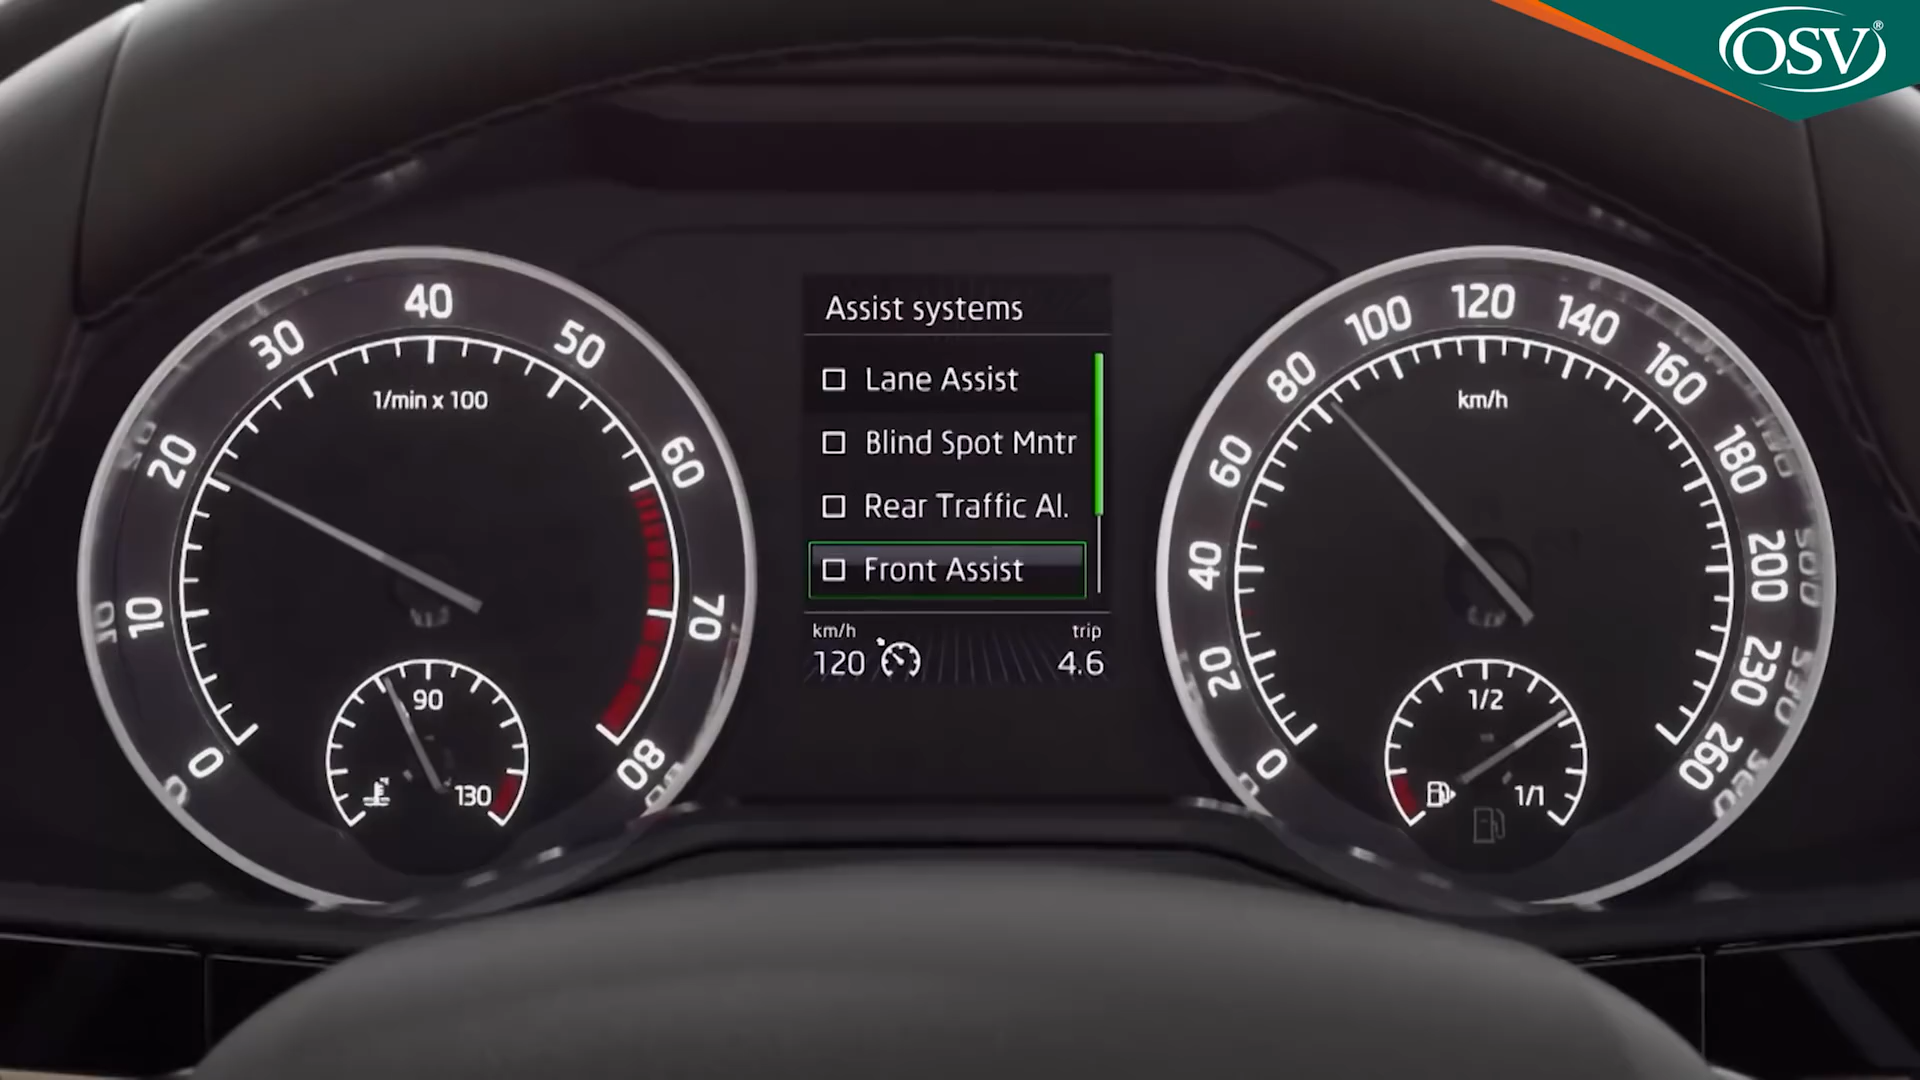 OSV®
0
10
20
30
40
50
60
70
80
1/min x 100
90
130
Assist systems
Lane Assist
Blind Spot Mntr
Rear Traffic Al.
Front Assist
km/h
120
trip
4.6
0
20
40
60
80
100
120
140
160
180
200
230
260
km/h
1/2
1/1